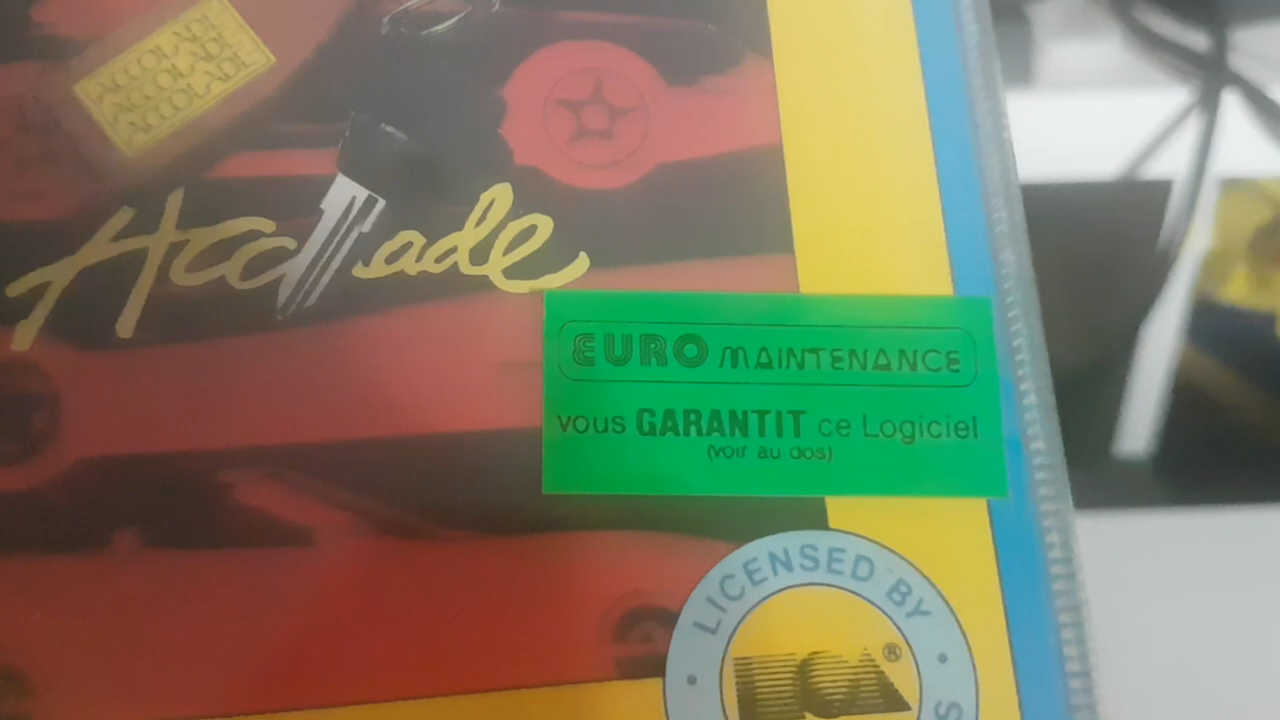 ACCOLADE
ACCOLADE
ACCOLADE
Accolade
EURO MAINTENANCE
vous GARANTIT ce Logiciel
(voir au dos)
• LICENSED BY • S